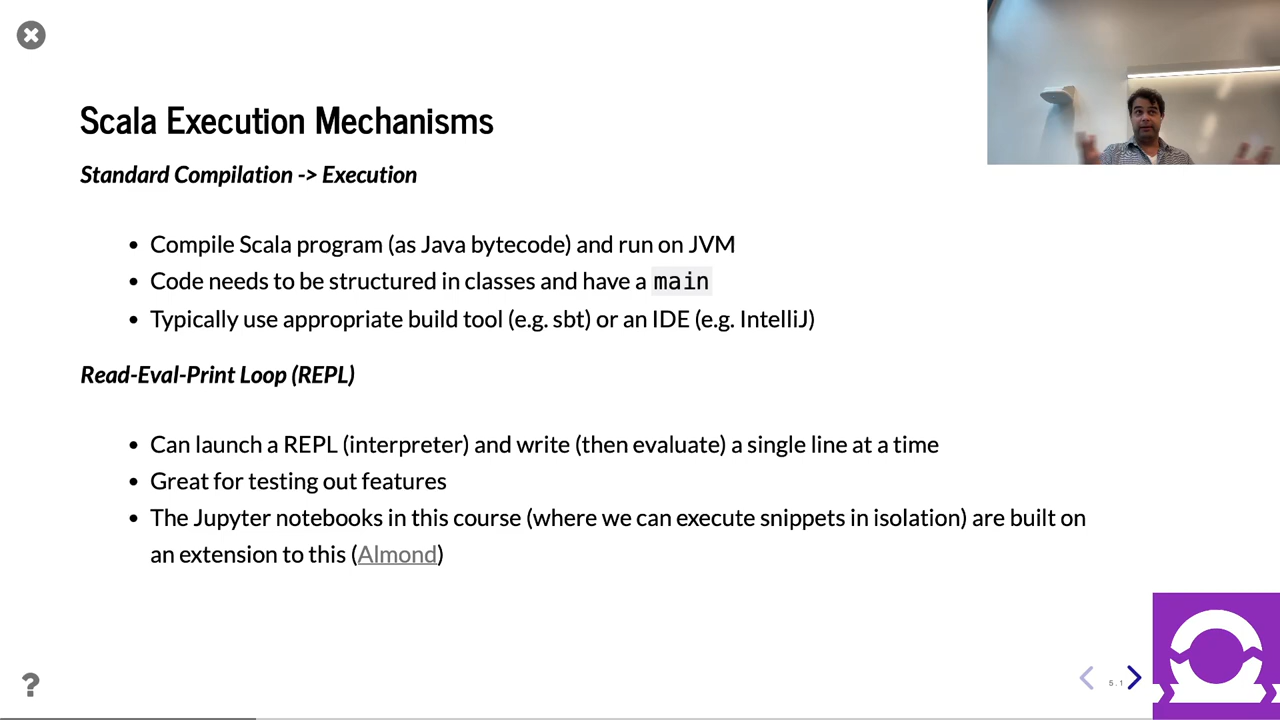 Scala Execution Mechanisms
Standard Compilation -> Execution
• Compile Scala program (as Java bytecode) and run on JVM
• Code needs to be structured in classes and have a main
• Typically use appropriate build tool (e.g. sbt) or an IDE (e.g. IntelliJ)
Read-Eval-Print Loop (REPL)
• Can launch a REPL (interpreter) and write (then evaluate) a single line at a time
• Great for testing out features
• The Jupyter notebooks in this course (where we can execute snippets in isolation) are built on
an extension to this (Almond)
?
5.1